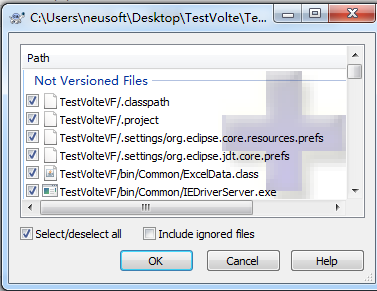 C:\Users\neusoft\Desktop\TestVolte\Te...
Path
Not Versioned Files
TestVolteVF/.classpath
TestVolteVF/.project
TestVolteVF/.settings/org.eclipse.core.resources.prefs
TestVolteVF/.settings/org.eclipse.jdt.core.prefs
TestVolteVF/bin/Common/ExcelData.class
TestVolteVF/bin/Common/IEDriverServer.exe
Select/deselect all
Include ignored files
OK
Cancel
Help